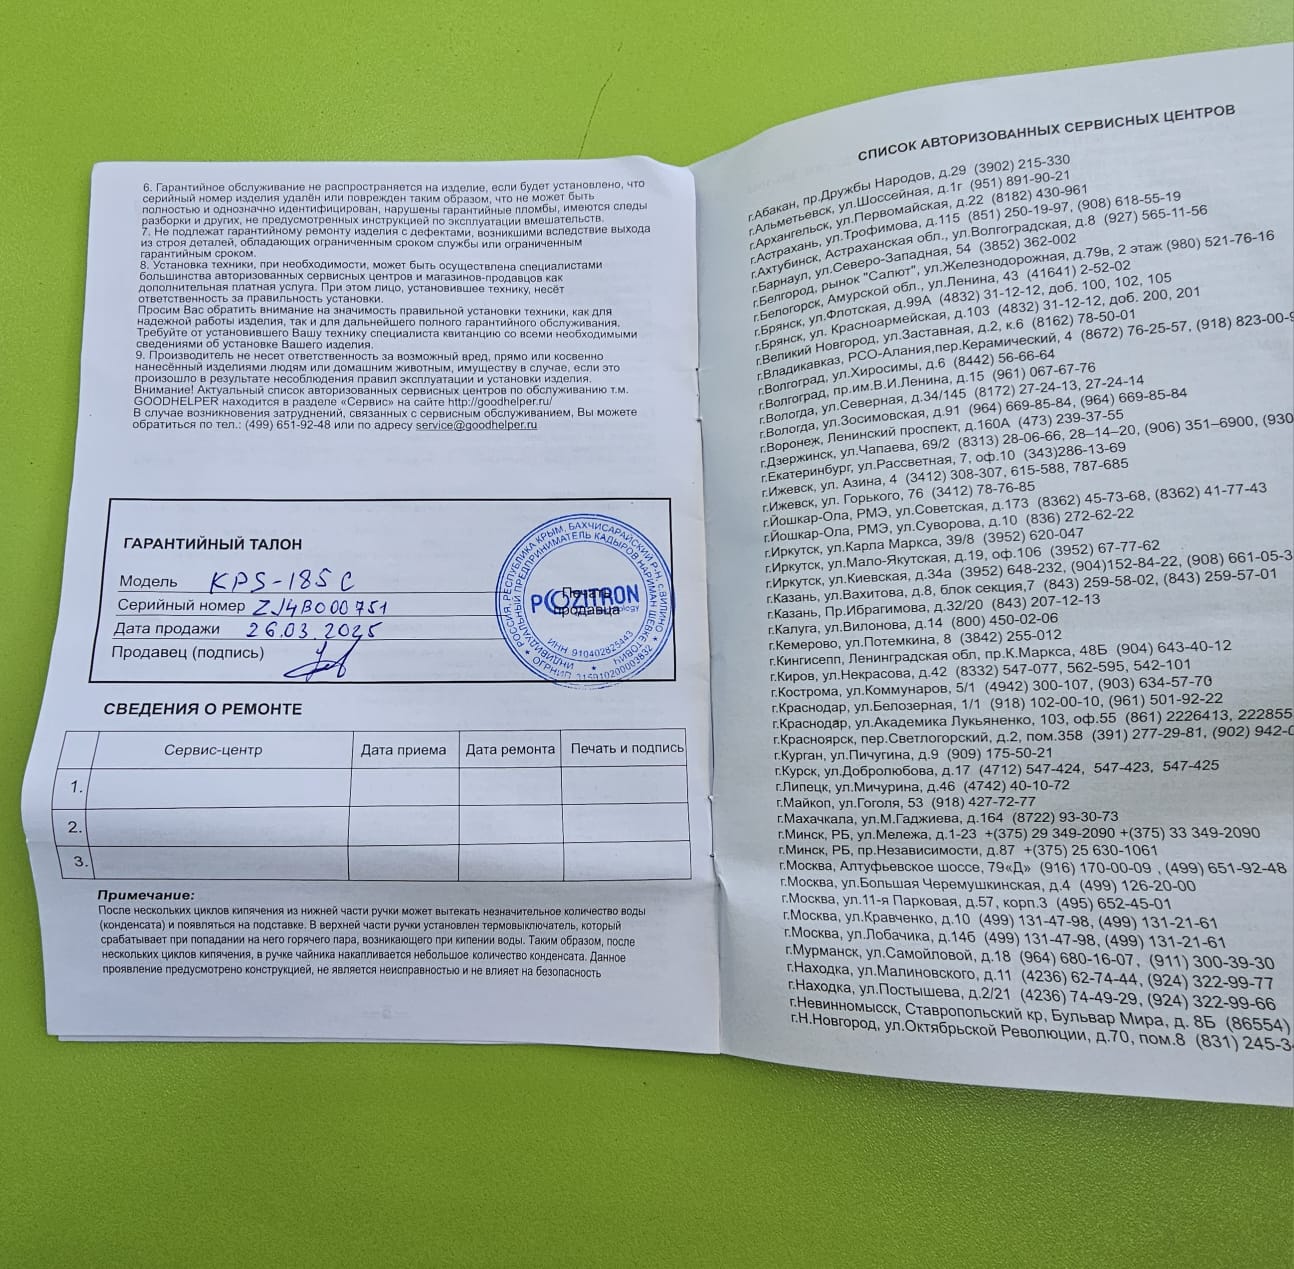 6. Гарантийное обслуживание не распространяется на изделие, если будет установлено, что
серийный номер изделия удалён или поврежден таким образом, что не может быть
полностью и однозначно идентифицирован, нарушены гарантийные пломбы, имеются следы
разборки и других, не предусмотренных инструкцией по эксплуатации вмешательств.
7. Не подлежат гарантийному ремонту изделия с дефектами, возникшими вследствие выхода
из строя деталей, обладающих ограниченным сроком службы или ограниченным
гарантийным сроком.
8. Установка техники, при необходимости, может быть осуществлена специалистами
большинства авторизованных сервисных центров и магазинов-продавцов как
дополнительная платная услуга. При этом лицо, установившее технику, несёт
ответственность за правильность установки.
Просим Вас обратить внимание на значимость правильной установки техники, как для
надежной работы изделия, так и для дальнейшего полного гарантийного обслуживания.
Требуйте от установившего Вашу технику специалиста квитанцию со всеми необходимыми
сведениями об установке Вашего изделия.
9. Производитель не несет ответственность за возможный вред, прямо или косвенно
нанесённый изделиями людям или домашним животным, имуществу в случае, если это
произошло в результате несоблюдения правил эксплуатации и установки изделия.
Внимание! Актуальный список авторизованных сервисных центров по обслуживанию т.м.
GOODHELPER находится в разделе «Сервис» на сайте http://goodhelper.ru/
В случае возникновения затруднений, связанных с сервисным обслуживанием, Вы можете
обратиться по тел.: (499) 651-92-48 или по адресу service@goodhelper.ru
ГАРАНТИЙНЫЙ ТАЛОН
Модель KPS-185C
Серийный номер ZJ4B000751
Дата продажи 26.03.2025
Продавец (подпись)
Печать
продавца
POZITRON
РОССИЯ, РЕСПУБЛИКА КРЫМ, БАХЧИСАРАЙСКИЙ Р-Н, с. ВИЛИНО
ИНДИВИДУАЛЬНЫЙ ПРЕДПРИНИМАТЕЛЬ КАДЫРОВ НАРИМАН ШЕВКЕТОВИЧ
ИНН 910402825443
ОГРНИП 315910200003832
СВЕДЕНИЯ О РЕМОНТЕ
Сервис-центр Дата приема Дата ремонта Печать и подпись
1.
2.
3.
Примечание:
После нескольких циклов кипячения из нижней части ручки может вытекать незначительное количество воды
(конденсата) и появляться на подставке. В верхней части ручки установлен термовыключатель, который
срабатывает при попадании на него горячего пара, возникающего при кипении воды. Таким образом, после
нескольких циклов кипячения, в ручке чайника накапливается небольшое количество конденсата. Данное
проявление предусмотрено конструкцией, не является неисправностью и не влияет на безопасность
СПИСОК АВТОРИЗОВАННЫХ СЕРВИСНЫХ ЦЕНТРОВ
г.Абакан, пр.Дружбы Народов, д.29 (3902) 215-330
г.Альметьевск, ул.Шоссейная, д.1г (951) 891-90-21
г.Архангельск, ул.Первомайская, д.22 (8182) 430-961
г.Астрахань, ул.Трофимова, д.115 (851) 250-19-97, (908) 618-55-19
г.Ахтубинск, Астраханская обл., ул.Волгоградская, д.8 (927) 565-11-56
г.Барнаул, ул.Северо-Западная, 54 (3852) 362-002
г.Белгород, рынок "Салют", ул.Железнодорожная, д.79в, 2 этаж (980) 521-76-16
г.Белогорск, Амурской обл., ул.Ленина, 43 (41641) 2-52-02
г.Брянск, ул.Флотская, д.99А (4832) 31-12-12, доб. 100, 102, 105
г.Брянск, ул. Красноармейская, д.103 (4832) 31-12-12, доб. 200, 201
г.Великий Новгород, ул.Заставная, д.2, к.6 (8162) 78-50-01
г.Владикавказ, РСО-Алания,пер.Керамический, 4 (8672) 76-25-57, (918) 823-00-9
г.Волгоград, ул.Хиросимы, д.6 (8442) 56-66-64
г.Волгоград, пр.им.В.И.Ленина, д.15 (961) 067-67-76
г.Вологда, ул.Северная, д.34/145 (8172) 27-24-13, 27-24-14
г.Вологда, ул.Зосимовская, д.91 (964) 669-85-84, (964) 669-85-84
г.Воронеж, Ленинский проспект, д.160А (473) 239-37-55
г.Дзержинск, ул.Чапаева, 69/2 (8313) 28-06-66, 28–14–20, (906) 351–6900, (930
г.Екатеринбург, ул.Рассветная, 7, оф.10 (343)286-13-69
г.Ижевск, ул. Азина, 4 (3412) 308-307, 615-588, 787-685
г.Ижевск, ул. Горького, 76 (3412) 78-76-85
г.Йошкар-Ола, РМЭ, ул.Советская, д.173 (8362) 45-73-68, (8362) 41-77-43
г.Йошкар-Ола, РМЭ, ул.Суворова, д.10 (836) 272-62-22
г.Иркутск, ул.Карла Маркса, 39/8 (3952) 620-047
г.Иркутск, ул.Мало-Якутская, д.19, оф.106 (3952) 67-77-62
г.Иркутск, ул.Киевская, д.34а (3952) 648-232, (904)152-84-22, (908) 661-05-3
г.Казань, ул.Вахитова, д.8, блок секция,7 (843) 259-58-02, (843) 259-57-01
г.Казань, Пр.Ибрагимова, д.32/20 (843) 207-12-13
г.Калуга, ул.Вилонова, д.14 (800) 450-02-06
г.Кемерово, ул.Потемкина, 8 (3842) 255-012
г.Кингисепп, Ленинградская обл, пр.К.Маркса, 48Б (904) 643-40-12
г.Киров, ул.Некрасова, д.42 (8332) 547-077, 562-595, 542-101
г.Кострома, ул.Коммунаров, 5/1 (4942) 300-107, (903) 634-57-70
г.Краснодар, ул.Белозерная, 1/1 (918) 102-00-10, (961) 501-92-22
г.Краснодар, ул.Академика Лукьяненко, 103, оф.55 (861) 2226413, 222855
г.Красноярск, пер.Светлогорский, д.2, пом.358 (391) 277-29-81, (902) 942-0
г.Курган, ул.Пичугина, д.9 (909) 175-50-21
г.Курск, ул.Добролюбова, д.17 (4712) 547-424, 547-423, 547-425
г.Липецк, ул.Мичурина, д.46 (4742) 40-10-72
г.Майкоп, ул.Гоголя, 53 (918) 427-72-77
г.Махачкала, ул.М.Гаджиева, д.164 (8722) 93-30-73
г.Минск, РБ, ул.Мележа, д.1-23 +(375) 29 349-2090 +(375) 33 349-2090
г.Минск, РБ, пр.Независимости, д.87 +(375) 25 630-1061
г.Москва, Алтуфьевское шоссе, 79«Д» (916) 170-00-09 , (499) 651-92-48
г.Москва, ул.Большая Черемушкинская, д.4 (499) 126-20-00
г.Москва, ул.11-я Парковая, д.57, корп.3 (495) 652-45-01
г.Москва, ул.Кравченко, д.10 (499) 131-47-98, (499) 131-21-61
г.Москва, ул.Лобачика, д.14б (499) 131-47-98, (499) 131-21-61
г.Мурманск, ул.Самойловой, д.18 (964) 680-16-07, (911) 300-39-30
г.Находка, ул.Малиновского, д.11 (4236) 62-74-44, (924) 322-99-77
г.Находка, ул.Постышева, д.2/21 (4236) 74-49-29, (924) 322-99-66
г.Невинномысск, Ставропольский кр, Бульвар Мира, д. 8Б (86554)
г.Н.Новгород, ул.Октябрьской Революции, д.70, пом.8 (831) 245-3